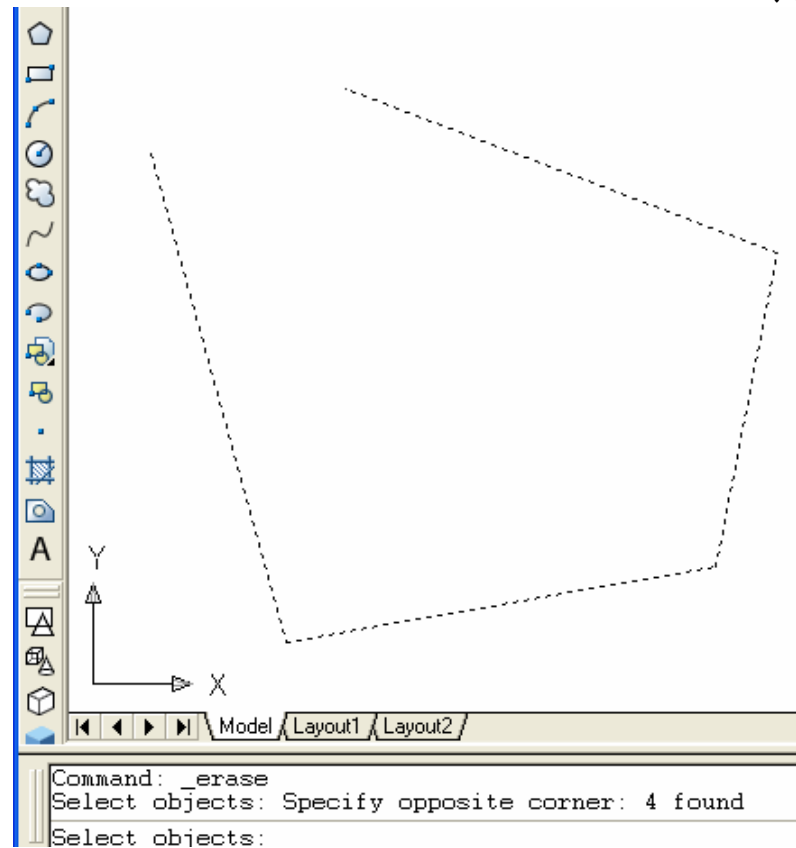 A
Y
X
Model Layout1 Layout2
Command: _erase
Select objects: Specify opposite corner: 4 found
Select objects: